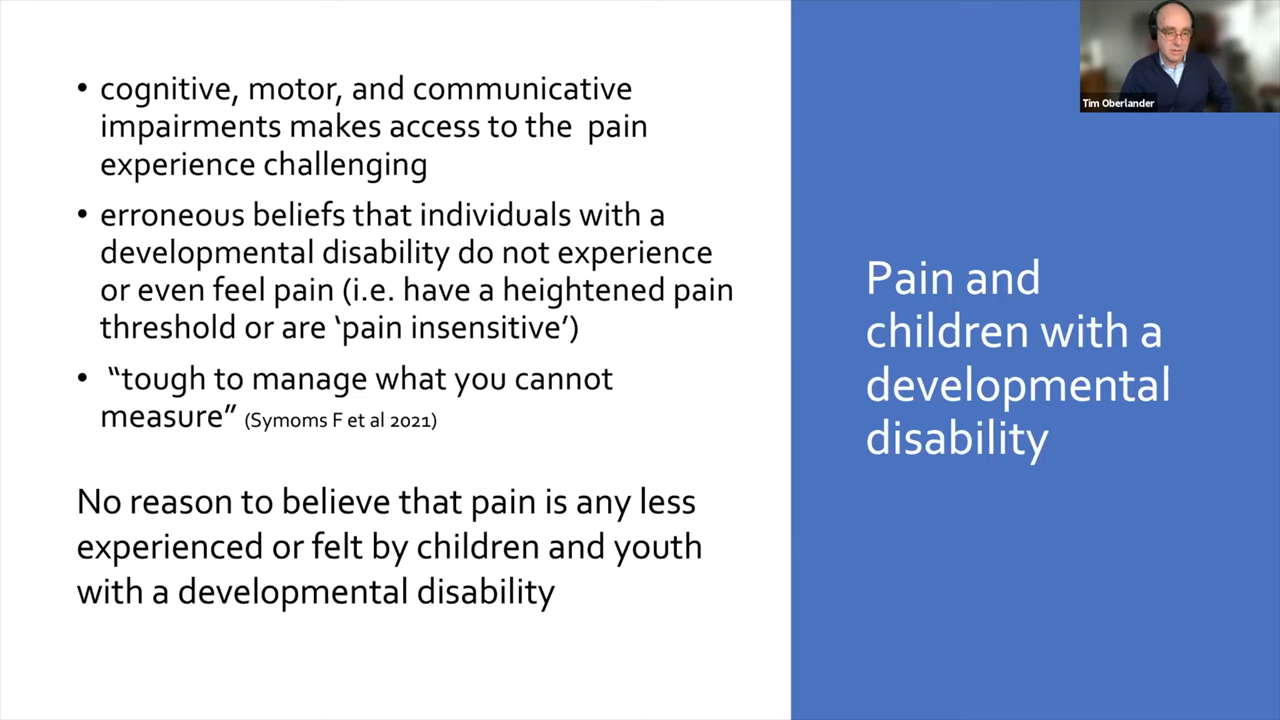 • cognitive, motor, and communicative
impairments makes access to the pain
experience challenging
• erroneous beliefs that individuals with a
developmental disability do not experience
or even feel pain (i.e. have a heightened pain
threshold or are ‘pain insensitive’)
• “tough to manage what you cannot
measure” (Symoms F et al 2021)
No reason to believe that pain is any less
experienced or felt by children and youth
with a developmental disability
Pain and
children with a
developmental
disability
Tim Oberlander